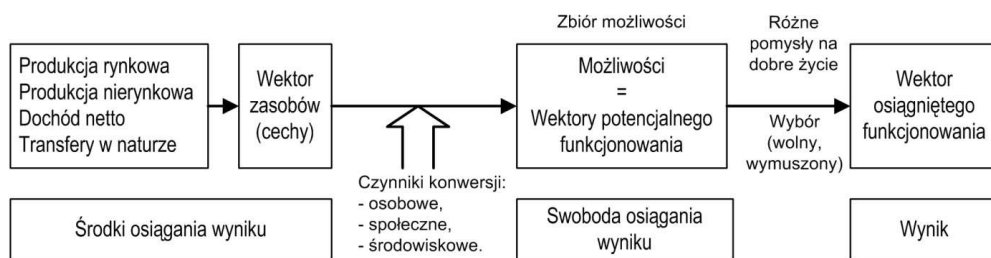 Produkcja rynkowa
Produkcja nierynkowa
Dochód netto
Transfery w naturze
Wektor
zasobów
(cechy)
Czynniki konwersji:
- osobowe,
- społeczne,
- środowiskowe.
Zbiór możliwości
Możliwości
=
Wektory potencjalnego
funkcjonowania
Różne
pomysły na
dobre życie
Wybór
(wolny,
wymuszony)
Wektor
osiągniętego
funkcjonowania
Środki osiągania wyniku
Swoboda osiągania
wyniku
Wynik